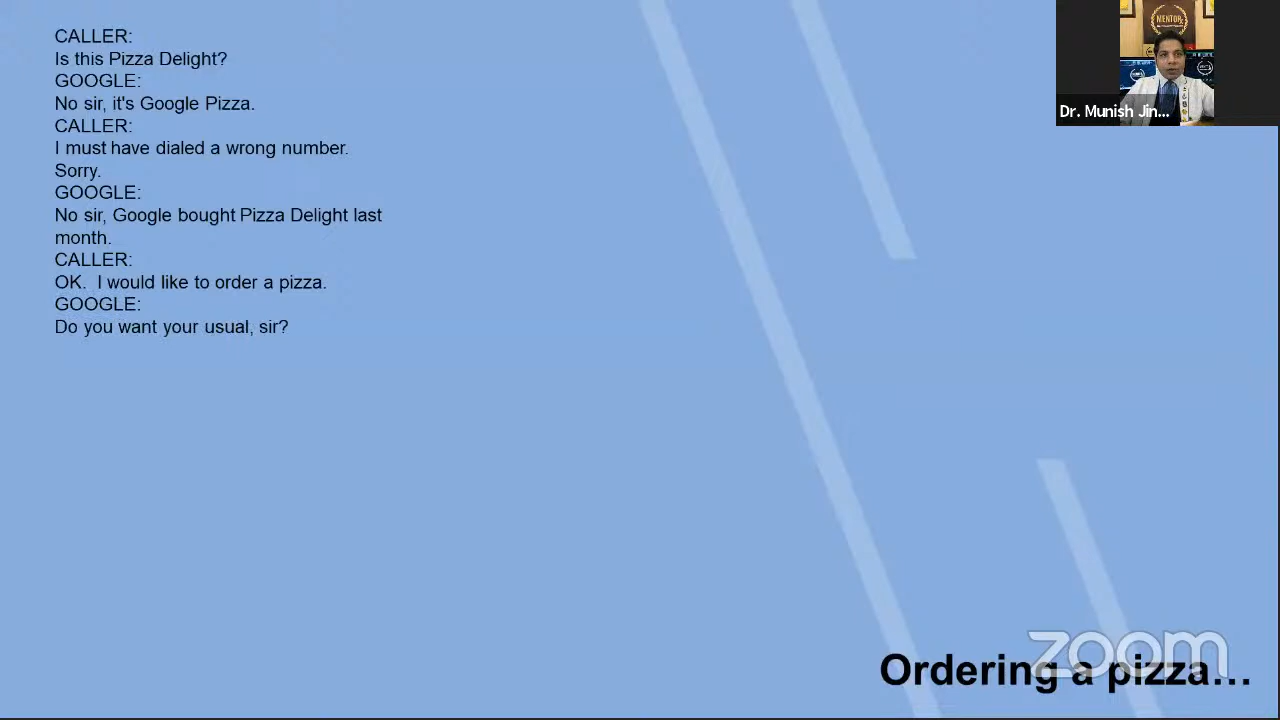 CALLER:
Is this Pizza Delight?
GOOGLE:
No sir, it's Google Pizza.
CALLER:
I must have dialed a wrong number.
Sorry.
GOOGLE:
No sir, Google bought Pizza Delight last
month.
CALLER:
OK.  I would like to order a pizza.
GOOGLE:
Do you want your usual, sir?
MENTORx
Dr. Munish Jin...
zoom
Ordering a pizza...